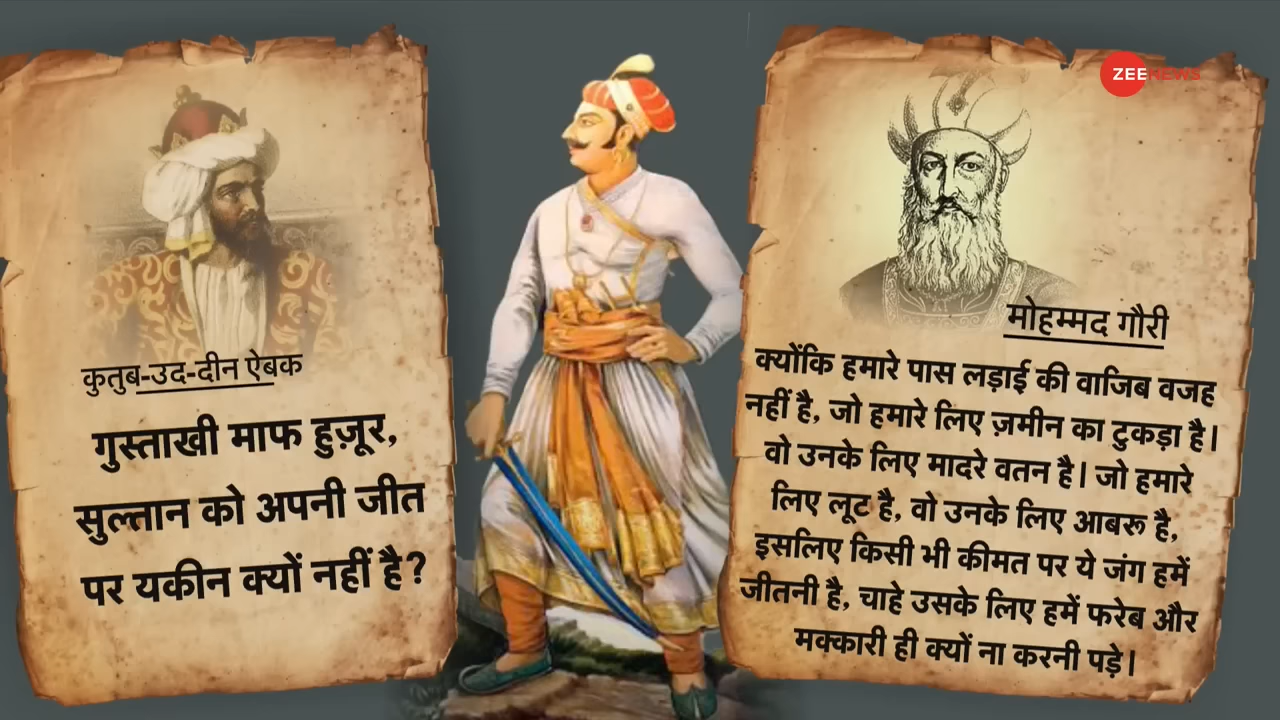 ZEE NEWS
कुतुब-उद-दीन ऐबक
गुस्ताखी माफ हुज़ूर,
सुल्तान को अपनी जीत
पर यकीन क्यों नहीं है?
मोहम्मद गौरी
क्योंकि हमारे पास लड़ाई की वाजिब वजह
नहीं है, जो हमारे लिए ज़मीन का टुकड़ा है।
वो उनके लिए मादरे वतन है। जो हमारे
लिए लूट है, वो उनके लिए आबरू है,
इसलिए किसी भी कीमत पर ये जंग हमें
जीतनी है, चाहे उसके लिए हमें फरेब और
मक्कारी ही क्यों ना करनी पड़े।